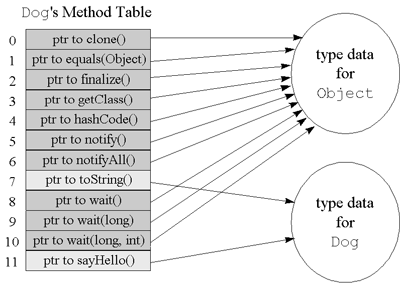 Dog's Method Table
0 ptr to clone()
1 ptr to equals(Object)
2 ptr to finalize()
3 ptr to getClass()
4 ptr to hashCode()
5 ptr to notify()
6 ptr to notifyAll()
7 ptr to toString()
8 ptr to wait()
9 ptr to wait(long)
10 ptr to wait(long, int)
11 ptr to sayHello()
type data
for
Object
type data
for
Dog